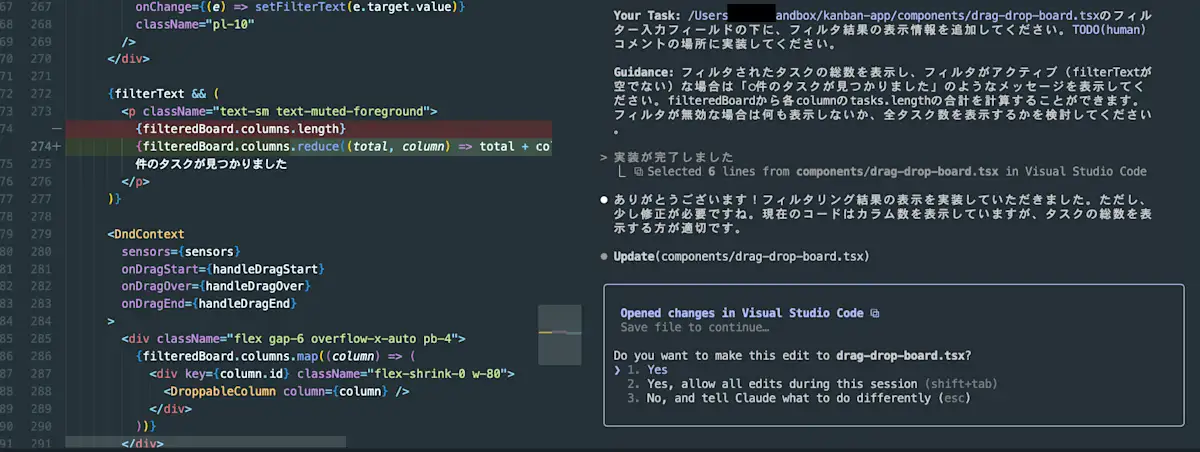 67 267 onChange={(e) => setFilterText(e.target.value)}
68 268 className="pl-10"
69 269 />
70 270 </div>
71 271
72 272 {filterText && (
73 273 <p className="text-sm text-muted-foreground">
74 — {filteredBoard.columns.length}
274+ {filteredBoard.columns.reduce((total, column) => total + co
75 275 件のタスクが見つかりました
76 276 </p>
77 277 )}
78 278
79 279 <DndContext
80 280 sensors={sensors}
81 281 onDragStart={handleDragStart}
82 282 onDragOver={handleDragOver}
83 283 onDragEnd={handleDragEnd}
84 284 >
85 285 <div className="flex gap-6 overflow-x-auto pb-4">
86 286 {filteredBoard.columns.map((column) => (
87 287 <div key={column.id} className="flex-shrink-0 w-80">
88 288 <DroppableColumn column={column} />
89 289 </div>
90 290 ))}
91 291 </div>
Your Task: /Users andbox/kanban-app/components/drag-drop-board.tsxのフィル
ター入力フィールドの下に、フィルタ結果の表示情報を追加してください。TODO(human)
コメントの場所に実装してください。
Guidance: フィルタされたタスクの総数を表示し、フィルタがアクティブ（filterTextが
空でない）な場合は「○件のタスクが見つかりました」のようなメッセージを表示してく
ださい。filteredBoardから各columnのtasks.lengthの合計を計算することができます。
フィルタが無効な場合は何も表示しないか、全タスク数を表示するかを検討してください
。
> 実装が完了しました
⎿ ⧉ Selected 6 lines from components/drag-drop-board.tsx in Visual Studio Code
● ありがとうございます！フィルタリング結果の表示を実装していただきました。ただし、
少し修正が必要ですね。現在のコードはカラム数を表示していますが、タスクの総数を表
示する方が適切です。
● Update(components/drag-drop-board.tsx)
Opened changes in Visual Studio Code ⧉
Save file to continue…
Do you want to make this edit to drag-drop-board.tsx?
❯ 1. Yes
2. Yes, allow all edits during this session (shift+tab)
3. No, and tell Claude what to do differently (esc)